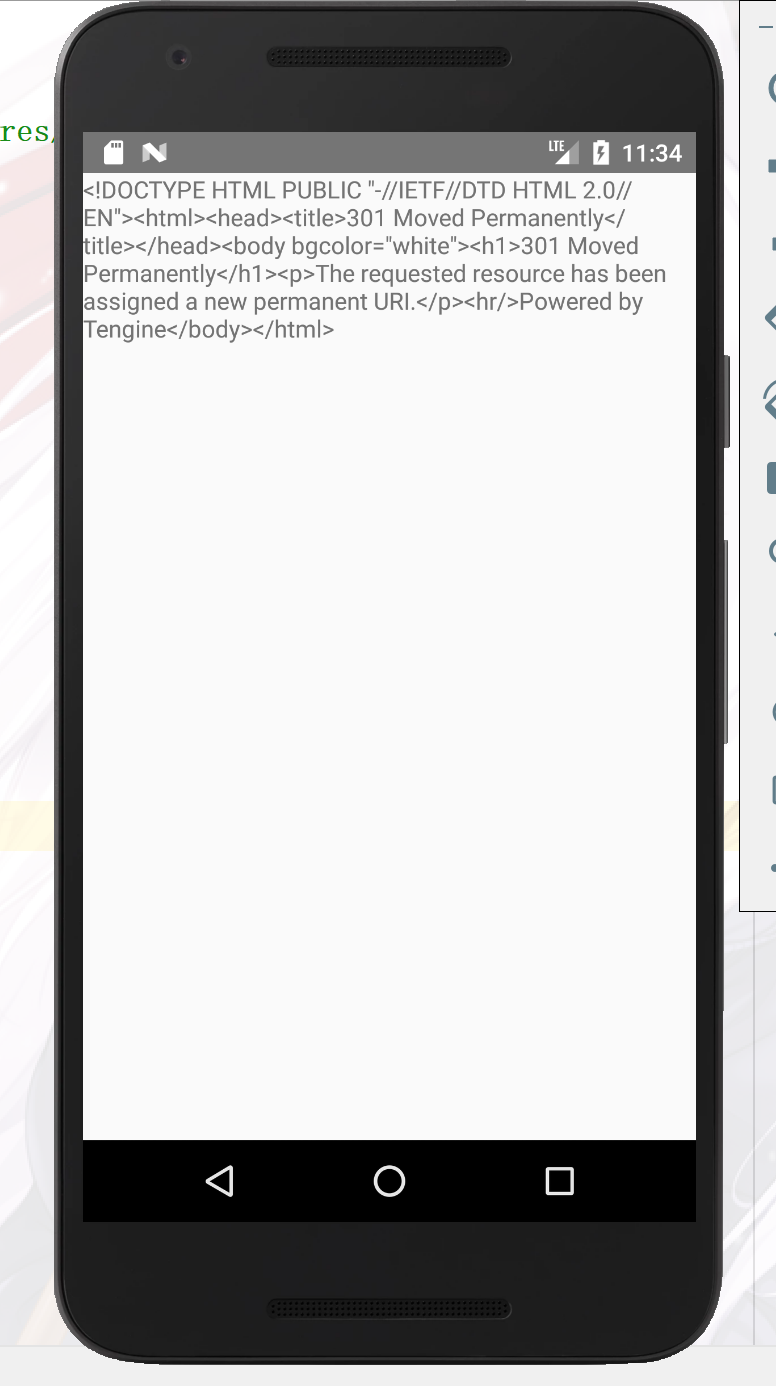 res/
LTE 11:34
<!DOCTYPE HTML PUBLIC "-//IETF//DTD HTML 2.0//
EN"><html><head><title>301 Moved Permanently</
title></head><body bgcolor="white"><h1>301 Moved
Permanently</h1><p>The requested resource has been
assigned a new permanent URI.</p><hr/>Powered by
Tengine</body></html>